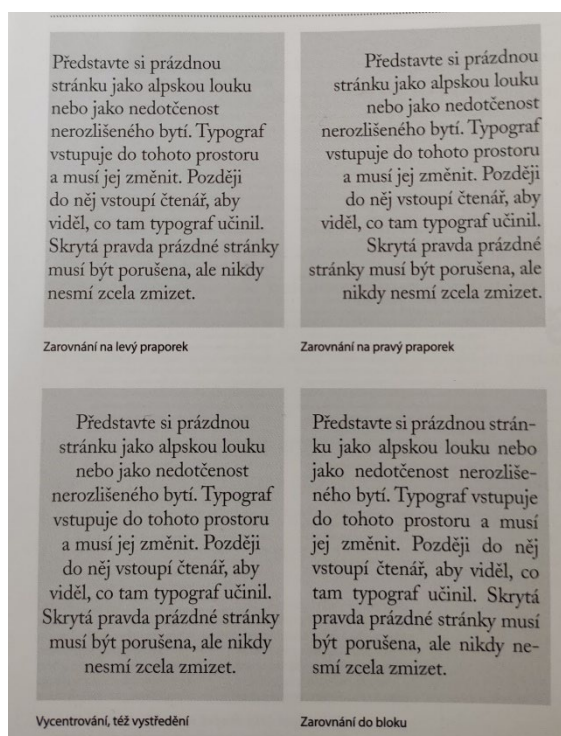 Představte si prázdnou
stránku jako alpskou louku
nebo jako nedotčenost
nerozlišeného bytí. Typograf
vstupuje do tohoto prostoru
a musí jej změnit. Později
do něj vstoupí čtenář, aby
viděl, co tam typograf učinil.
Skrytá pravda prázdné stránky
musí být porušena, ale nikdy
nesmí zcela zmizet.
Zarovnání na levý praporek
Představte si prázdnou
stránku jako alpskou louku
nebo jako nedotčenost
nerozlišeného bytí. Typograf
vstupuje do tohoto prostoru
a musí jej změnit. Později
do něj vstoupí čtenář, aby
viděl, co tam typograf učinil.
Skrytá pravda prázdné
stránky musí být porušena, ale
nikdy nesmí zcela zmizet.
Zarovnání na pravý praporek
Představte si prázdnou
stránku jako alpskou louku
nebo jako nedotčenost
nerozlišeného bytí. Typograf
vstupuje do tohoto prostoru
a musí jej změnit. Později
do něj vstoupí čtenář, aby
viděl, co tam typograf učinil.
Skrytá pravda prázdné stránky
musí být porušena, ale nikdy
nesmí zcela zmizet.
Vycentrování, též vystředění
Představte si prázdnou strán-
ku jako alpskou louku nebo
jako nedotčenost nerozliše-
ného bytí. Typograf vstupuje
do tohoto prostoru a musí
jej změnit. Později do něj
vstoupí čtenář, aby viděl, co
tam typograf učinil. Skrytá
pravda prázdné stránky musí
být porušena, ale nikdy ne-
smí zcela zmizet.
Zarovnání do bloku